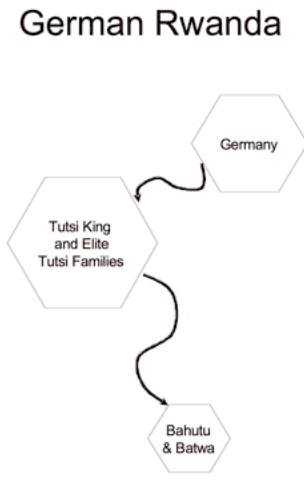 German Rwanda
Germany
Tutsi King
and Elite
Tutsi Families
Bahutu
& Batwa